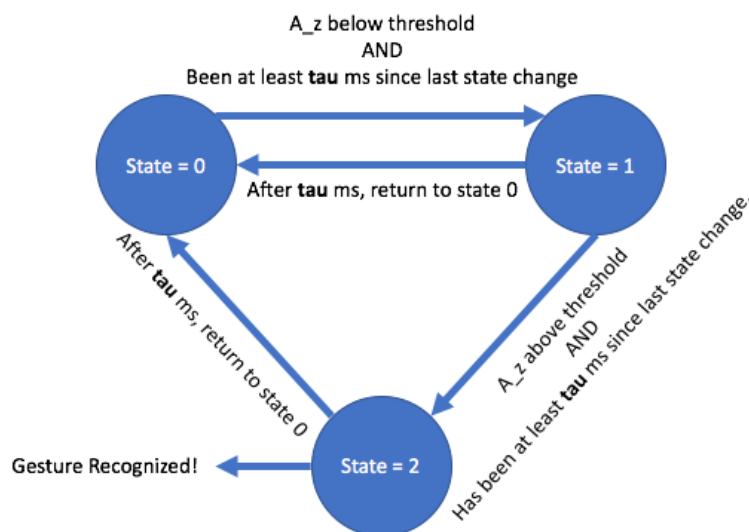 A_z below threshold
AND
Been at least tau ms since last state change
State = 0
State = 1
After tau ms, return to state 0
After tau ms, return to state 0
A_z above threshold
AND
Has been at least tau ms since last state change.
State = 2
Gesture Recognized!